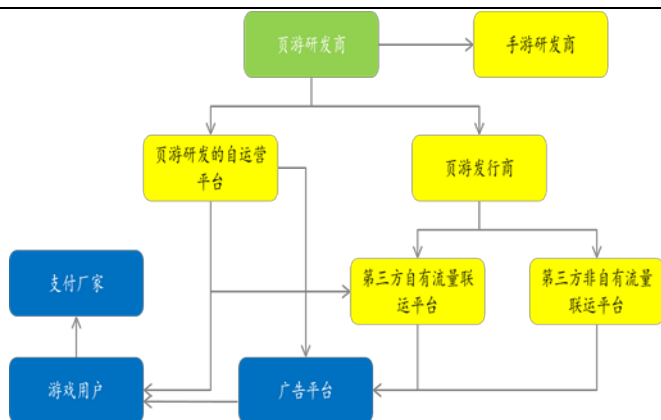 页游研发商
手游研发商
页游研发的自运营
平台
页游发行商
支付厂家
第三方自有流量联
运平台
第三方非自有流量
联运平台
游戏用户
广告平台